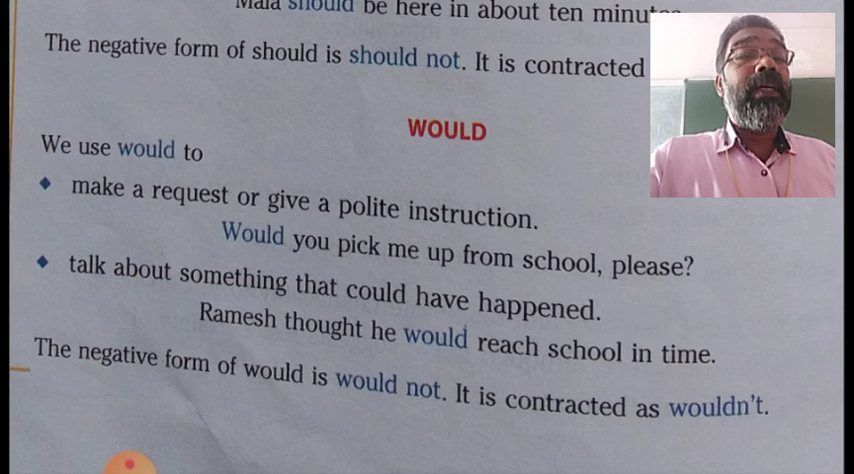 Mala should be here in about ten minutes
The negative form of should is should not. It is contracted
WOULD
We use would to
make a request or give a polite instruction.
Would you pick me up from school, please?
talk about something that could have happened.
Ramesh thought he would reach school in time.
The negative form of would is would not. It is contracted as wouldn't.